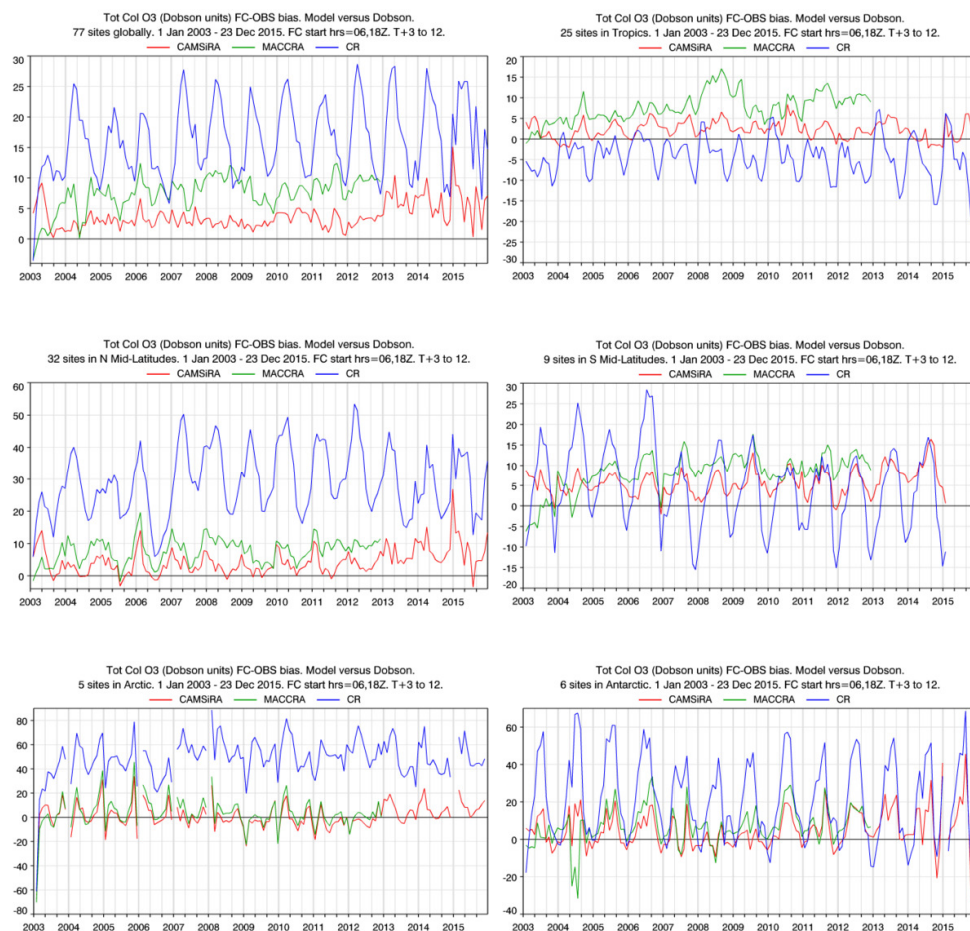 Tot Col O3 (Dobson units) FC-OBS bias. Model versus Dobson.
77 sites globally. 1 Jan 2003 - 23 Dec 2015. FC start hrs=06,18Z. T+3 to 12.
CAMSiRA MACCRA CR
30
25
20
15
10
5
0
2003 2004 2005 2006 2007 2008 2009 2010 2011 2012 2013 2014 2015
Tot Col O3 (Dobson units) FC-OBS bias. Model versus Dobson.
25 sites in Tropics. 1 Jan 2003 - 23 Dec 2015. FC start hrs=06,18Z. T+3 to 12.
CAMSiRA MACCRA CR
20
15
10
5
0
-5
-10
-15
-20
-25
-30
2003 2004 2005 2006 2007 2008 2009 2010 2011 2012 2013 2014 2015
Tot Col O3 (Dobson units) FC-OBS bias. Model versus Dobson.
32 sites in N Mid-Latitudes. 1 Jan 2003 - 23 Dec 2015. FC start hrs=06,18Z. T+3 to 12.
CAMSiRA MACCRA CR
60
50
40
30
20
10
0
2003 2004 2005 2006 2007 2008 2009 2010 2011 2012 2013 2014 2015
Tot Col O3 (Dobson units) FC-OBS bias. Model versus Dobson.
9 sites in S Mid-Latitudes. 1 Jan 2003 - 23 Dec 2015. FC start hrs=06,18Z. T+3 to 12.
CAMSiRA MACCRA CR
30
25
20
15
10
5
0
-5
-10
-15
-20
2003 2004 2005 2006 2007 2008 2009 2010 2011 2012 2013 2014 2015
Tot Col O3 (Dobson units) FC-OBS bias. Model versus Dobson.
5 sites in Arctic. 1 Jan 2003 - 23 Dec 2015. FC start hrs=06,18Z. T+3 to 12.
CAMSiRA MACCRA CR
80
60
40
20
0
-20
-40
-60
-80
2003 2004 2005 2006 2007 2008 2009 2010 2011 2012 2013 2014 2015
Tot Col O3 (Dobson units) FC-OBS bias. Model versus Dobson.
6 sites in Antarctic. 1 Jan 2003 - 23 Dec 2015. FC start hrs=06,18Z. T+3 to 12.
CAMSiRA MACCRA CR
60
40
20
0
-20
-40
2003 2004 2005 2006 2007 2008 2009 2010 2011 2012 2013 2014 2015